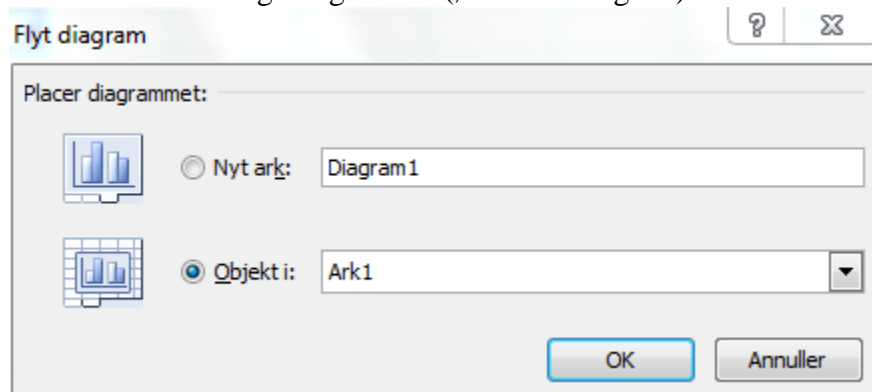 Flyt diagram
Placer diagrammet:
Nyt ark: Diagram1
Objekt i: Ark1
OK Annuller